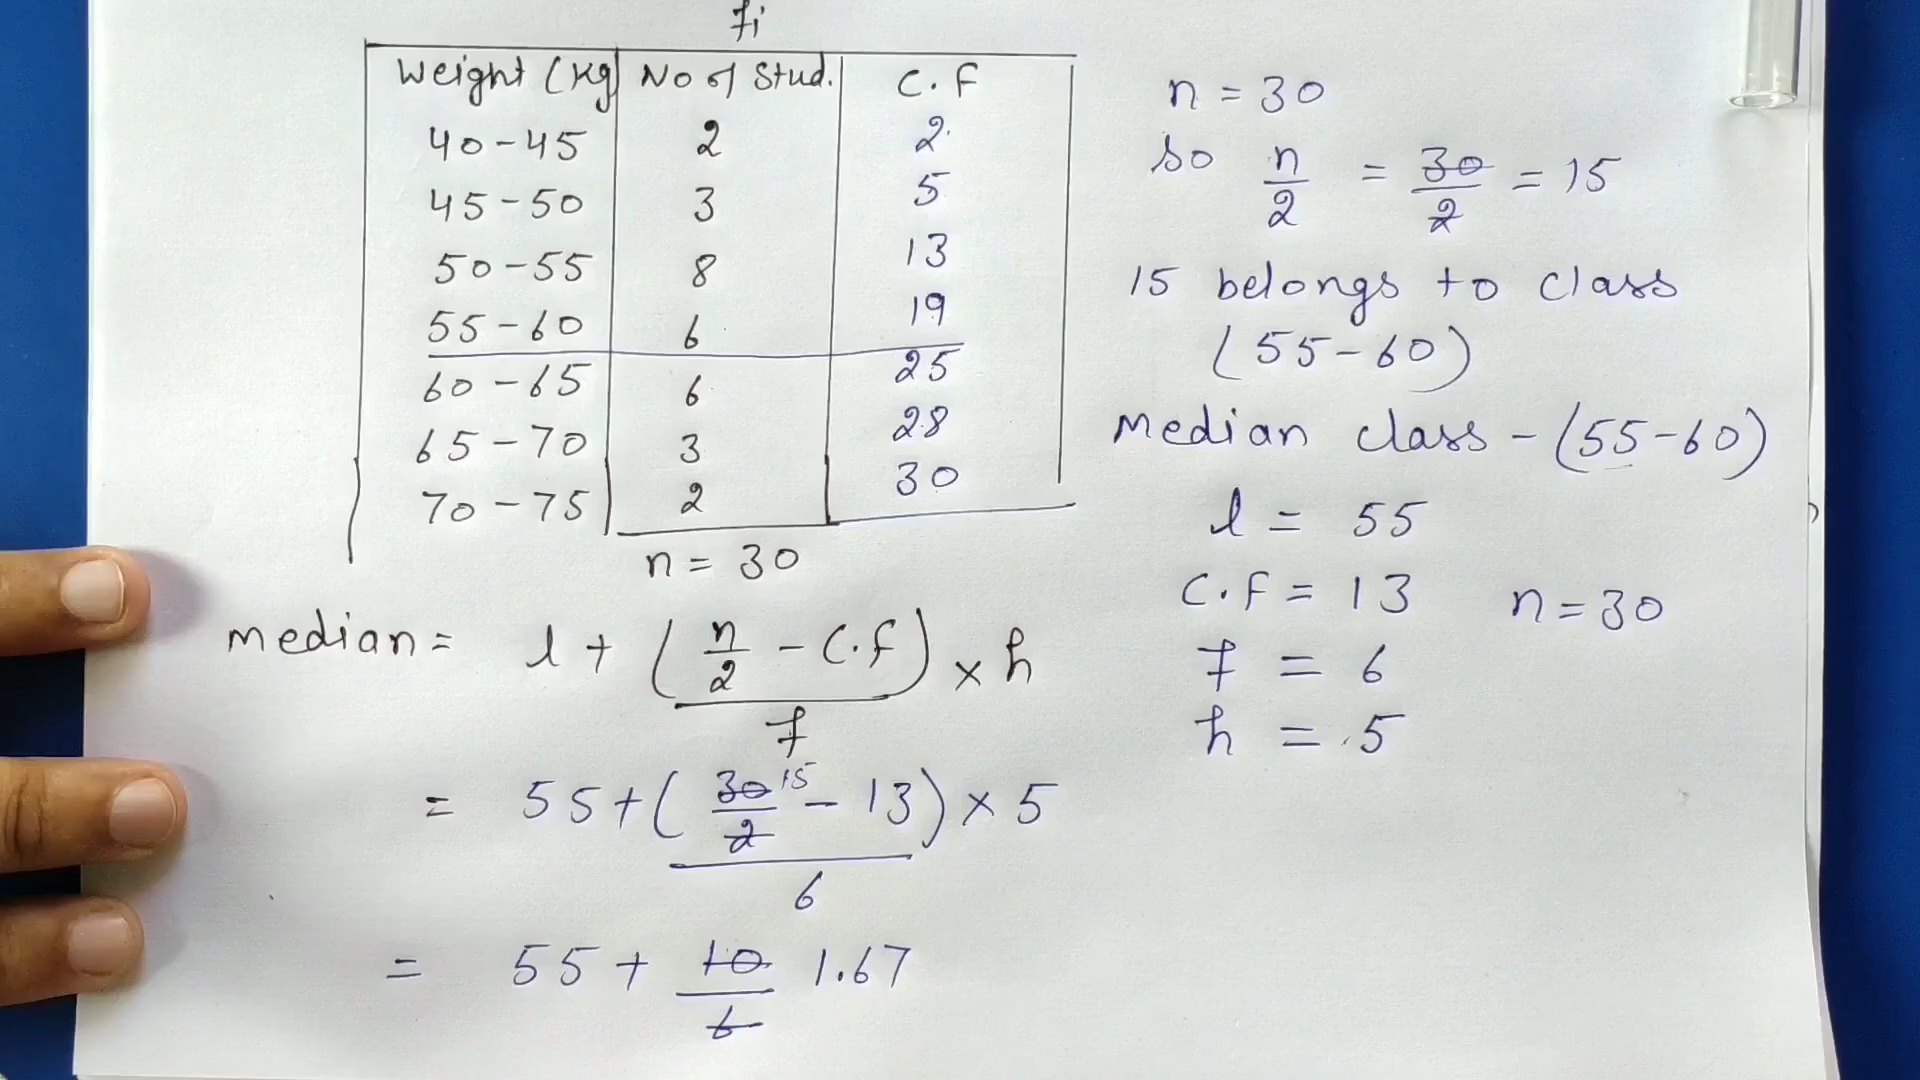 fi
Weight (Kg) No of Stud. C.F
40-45 2 2
45-50 3 5
50-55 8 13
55-60 6 19
60-65 6 25
65-70 3 28
70-75 2 30
n = 30
median = l + (n/2 - C.f)/f × h
= 55 + (30/2 15 - 13)/6 × 5
= 55 + 10/6 1.67
n = 30
so n/2 = 30/2 = 15
15 belongs to class
(55-60)
Median class - (55-60)
l = 55
C.F = 13 n = 30
f = 6
h = 5